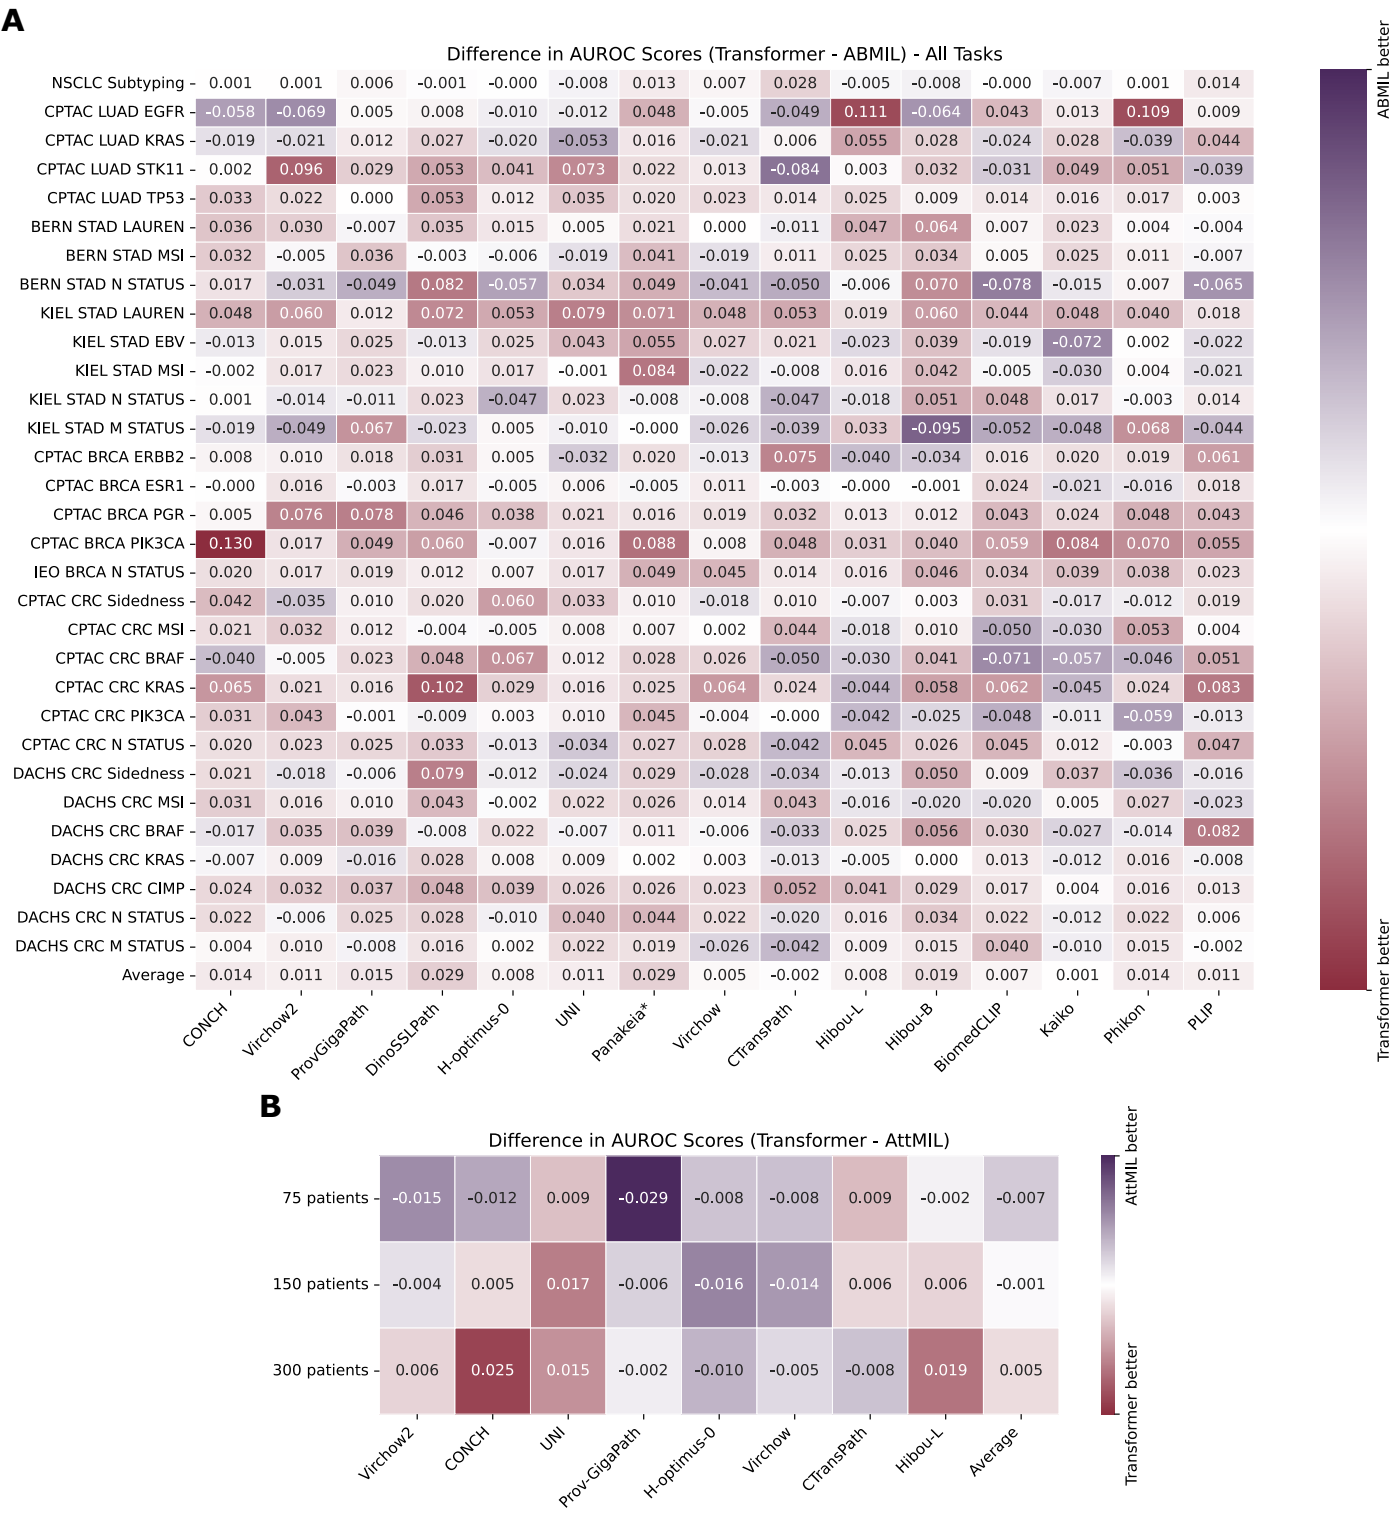 A
Difference in AUROC Scores (Transformer - ABMIL) - All Tasks
NSCLC Subtyping 0.001 0.001 0.006 -0.001 -0.000 -0.008 0.013 0.007 0.028 -0.005 -0.008 -0.000 -0.007 0.001 0.014
CPTAC LUAD EGFR -0.058 -0.069 0.005 0.008 -0.010 -0.012 0.048 -0.005 -0.049 0.111 -0.064 0.043 0.013 0.109 0.009
CPTAC LUAD KRAS -0.019 -0.021 0.012 0.027 -0.020 -0.053 0.016 -0.021 0.006 0.055 0.028 -0.024 0.028 -0.039 0.044
CPTAC LUAD STK11 0.002 0.096 0.029 0.053 0.041 0.073 0.022 0.013 -0.084 0.003 0.032 -0.031 0.049 0.051 -0.039
CPTAC LUAD TP53 0.033 0.022 0.000 0.053 0.012 0.035 0.020 0.023 0.014 0.025 0.009 0.014 0.016 0.017 0.003
BERN STAD LAUREN 0.036 0.030 -0.007 0.035 0.015 0.005 0.021 0.000 -0.011 0.047 0.064 0.007 0.023 0.004 -0.004
BERN STAD MSI 0.032 -0.005 0.036 -0.003 -0.006 -0.019 0.041 -0.019 0.011 0.025 0.034 0.005 0.025 0.011 -0.007
BERN STAD N STATUS 0.017 -0.031 -0.049 0.082 -0.057 0.034 0.049 -0.041 -0.050 -0.006 0.070 -0.078 -0.015 0.007 -0.065
KIEL STAD LAUREN 0.048 0.060 0.012 0.072 0.053 0.079 0.071 0.048 0.053 0.019 0.060 0.044 0.048 0.040 0.018
KIEL STAD EBV -0.013 0.015 0.025 -0.013 0.025 0.043 0.055 0.027 0.021 -0.023 0.039 -0.019 -0.072 0.002 -0.022
KIEL STAD MSI -0.002 0.017 0.023 0.010 0.017 -0.001 0.084 -0.022 -0.008 0.016 0.042 -0.005 -0.030 0.004 -0.021
KIEL STAD N STATUS 0.001 -0.014 -0.011 0.023 -0.047 0.023 -0.008 -0.008 -0.047 -0.018 0.051 0.048 0.017 -0.003 0.014
KIEL STAD M STATUS -0.019 -0.049 0.067 -0.023 0.005 -0.010 -0.000 -0.026 -0.039 0.033 -0.095 -0.052 -0.048 0.068 -0.044
CPTAC BRCA ERBB2 0.008 0.010 0.018 0.031 0.005 -0.032 0.020 -0.013 0.075 -0.040 -0.034 0.016 0.020 0.019 0.061
CPTAC BRCA ESR1 -0.000 0.016 -0.003 0.017 -0.005 0.006 -0.005 0.011 -0.003 -0.000 -0.001 0.024 -0.021 -0.016 0.018
CPTAC BRCA PGR 0.005 0.076 0.078 0.046 0.038 0.021 0.016 0.019 0.032 0.013 0.012 0.043 0.024 0.048 0.043
CPTAC BRCA PIK3CA 0.130 0.017 0.049 0.060 -0.007 0.016 0.088 0.008 0.048 0.031 0.040 0.059 0.084 0.070 0.055
IEO BRCA N STATUS 0.020 0.017 0.019 0.012 0.007 0.017 0.049 0.045 0.014 0.016 0.046 0.034 0.039 0.038 0.023
CPTAC CRC Sidedness 0.042 -0.035 0.010 0.020 0.060 0.033 0.010 -0.018 0.010 -0.007 0.003 0.031 -0.017 -0.012 0.019
CPTAC CRC MSI 0.021 0.032 0.012 -0.004 -0.005 0.008 0.007 0.002 0.044 -0.018 0.010 -0.050 -0.030 0.053 0.004
CPTAC CRC BRAF -0.040 -0.005 0.023 0.048 0.067 0.012 0.028 0.026 -0.050 -0.030 0.041 -0.071 -0.057 -0.046 0.051
CPTAC CRC KRAS 0.065 0.021 0.016 0.102 0.029 0.016 0.025 0.064 0.024 -0.044 0.058 0.062 -0.045 0.024 0.083
CPTAC CRC PIK3CA 0.031 0.043 -0.001 -0.009 0.003 0.010 0.045 -0.004 -0.000 -0.042 -0.025 -0.048 -0.011 -0.059 -0.013
CPTAC CRC N STATUS 0.020 0.023 0.025 0.033 -0.013 -0.034 0.027 0.028 -0.042 0.045 0.026 0.045 0.012 -0.003 0.047
DACHS CRC Sidedness 0.021 -0.018 -0.006 0.079 -0.012 -0.024 0.029 -0.028 -0.034 -0.013 0.050 0.009 0.037 -0.036 -0.016
DACHS CRC MSI 0.031 0.016 0.010 0.043 -0.002 0.022 0.026 0.014 0.043 -0.016 -0.020 -0.020 0.005 0.027 -0.023
DACHS CRC BRAF -0.017 0.035 0.039 -0.008 0.022 -0.007 0.011 -0.006 -0.033 0.025 0.056 0.030 -0.027 -0.014 0.082
DACHS CRC KRAS -0.007 0.009 -0.016 0.028 0.008 0.009 0.002 0.003 -0.013 -0.005 0.000 0.013 -0.012 0.016 -0.008
DACHS CRC CIMP 0.024 0.032 0.037 0.048 0.039 0.026 0.026 0.023 0.052 0.041 0.029 0.017 0.004 0.016 0.013
DACHS CRC N STATUS 0.022 -0.006 0.025 0.028 -0.010 0.040 0.044 0.022 -0.020 0.016 0.034 0.022 -0.012 0.022 0.006
DACHS CRC M STATUS 0.004 0.010 -0.008 0.016 0.002 0.022 0.019 -0.026 -0.042 0.009 0.015 0.040 -0.010 0.015 -0.002
Average 0.014 0.011 0.015 0.029 0.008 0.011 0.029 0.005 -0.002 0.008 0.019 0.007 0.001 0.014 0.011
CONCH Virchow2 ProvGigaPath DinoSSLPath H-optimus-0 UNI Panakeia* Virchow CTransPath Hibou-L Hibou-B BiomedCLIP Kaiko Phikon PLIP
ABMIL better
Transformer better
B
Difference in AUROC Scores (Transformer - AttMIL)
75 patients -0.015 -0.012 0.009 -0.029 -0.008 -0.008 0.009 -0.002 -0.007
150 patients -0.004 0.005 0.017 -0.006 -0.016 -0.014 0.006 0.006 -0.001
300 patients 0.006 0.025 0.015 -0.002 -0.010 -0.005 -0.008 0.019 0.005
Virchow2 CONCH UNI Prov-GigaPath H-optimus-0 Virchow CTransPath Hibou-L Average
AttMIL better
Transformer better